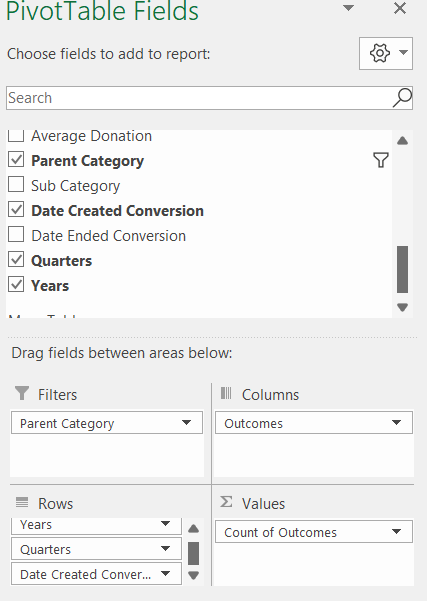 PivotTable Fields
Choose fields to add to report:
Search
Average Donation
Parent Category
Sub Category
Date Created Conversion
Date Ended Conversion
Quarters
Years
Drag fields between areas below:
Filters
Parent Category
Columns
Outcomes
Rows
Years
Quarters
Date Created Conver...
Values
Count of Outcomes